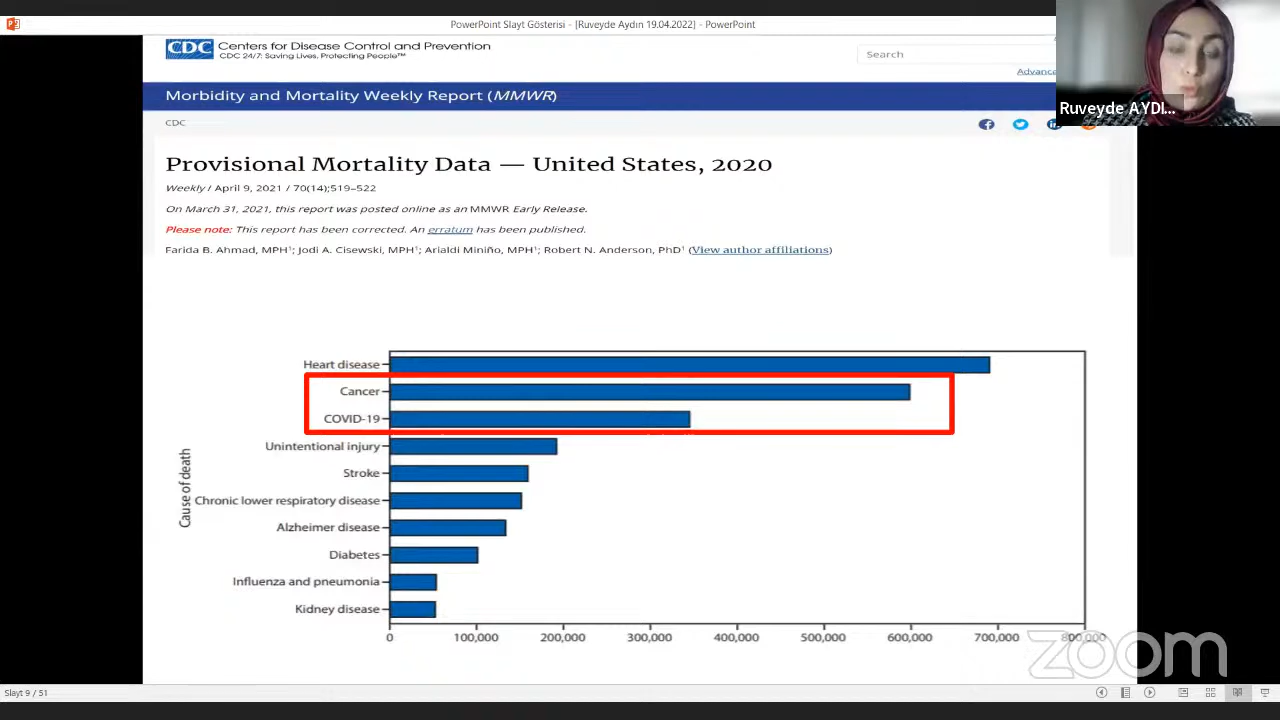 PowerPoint Slayt Gösterisi - [Ruveyde Aydın 19.04.2022] - PowerPoint
CDC Centers for Disease Control and Prevention
CDC 24/7: Saving Lives. Protecting People™
Search
Advance
Morbidity and Mortality Weekly Report (MMWR)
Ruveyde AYDI...
CDC
Provisional Mortality Data — United States, 2020
Weekly / April 9, 2021 / 70(14);519–522
On March 31, 2021, this report was posted online as an MMWR Early Release.
Please note: This report has been corrected. An erratum has been published.
Farida B. Ahmad, MPH¹; Jodi A. Cisewski, MPH¹; Arialdi Miniño, MPH¹; Robert N. Anderson, PhD¹ (View author affiliations)
Cause of death
Heart disease
Cancer
COVID-19
Unintentional injury
Stroke
Chronic lower respiratory disease
Alzheimer disease
Diabetes
Influenza and pneumonia
Kidney disease
0 100,000 200,000 300,000 400,000 500,000 600,000 700,000 800,000
zoom
Slayt 9 / 51